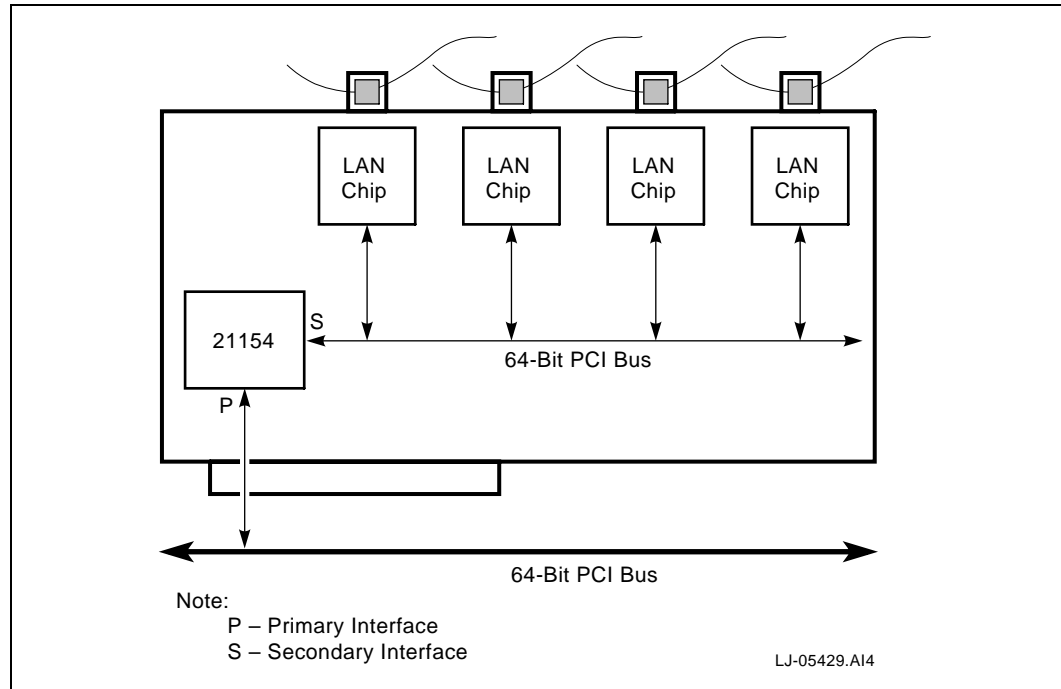 LAN
Chip
LAN
Chip
LAN
Chip
LAN
Chip
21154
S
64-Bit PCI Bus
P
64-Bit PCI Bus
Note:
P – Primary Interface
S – Secondary Interface
LJ-05429.AI4